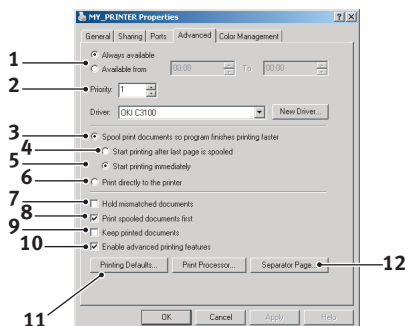 MY_PRINTER Properties
General Sharing Ports Advanced Color Management
1 Always available
Available from 00:00 To 00:00
2 Priority: 1
Driver: OKI C3100 New Driver...
3 Spool print documents so program finishes printing faster
4 Start printing after last page is spooled
5 Start printing immediately
6 Print directly to the printer
7 Hold mismatched documents
8 Print spooled documents first
9 Keep printed documents
10 Enable advanced printing features
Printing Defaults... Print Processor... Separator Page... 12
11
OK Cancel Apply Help